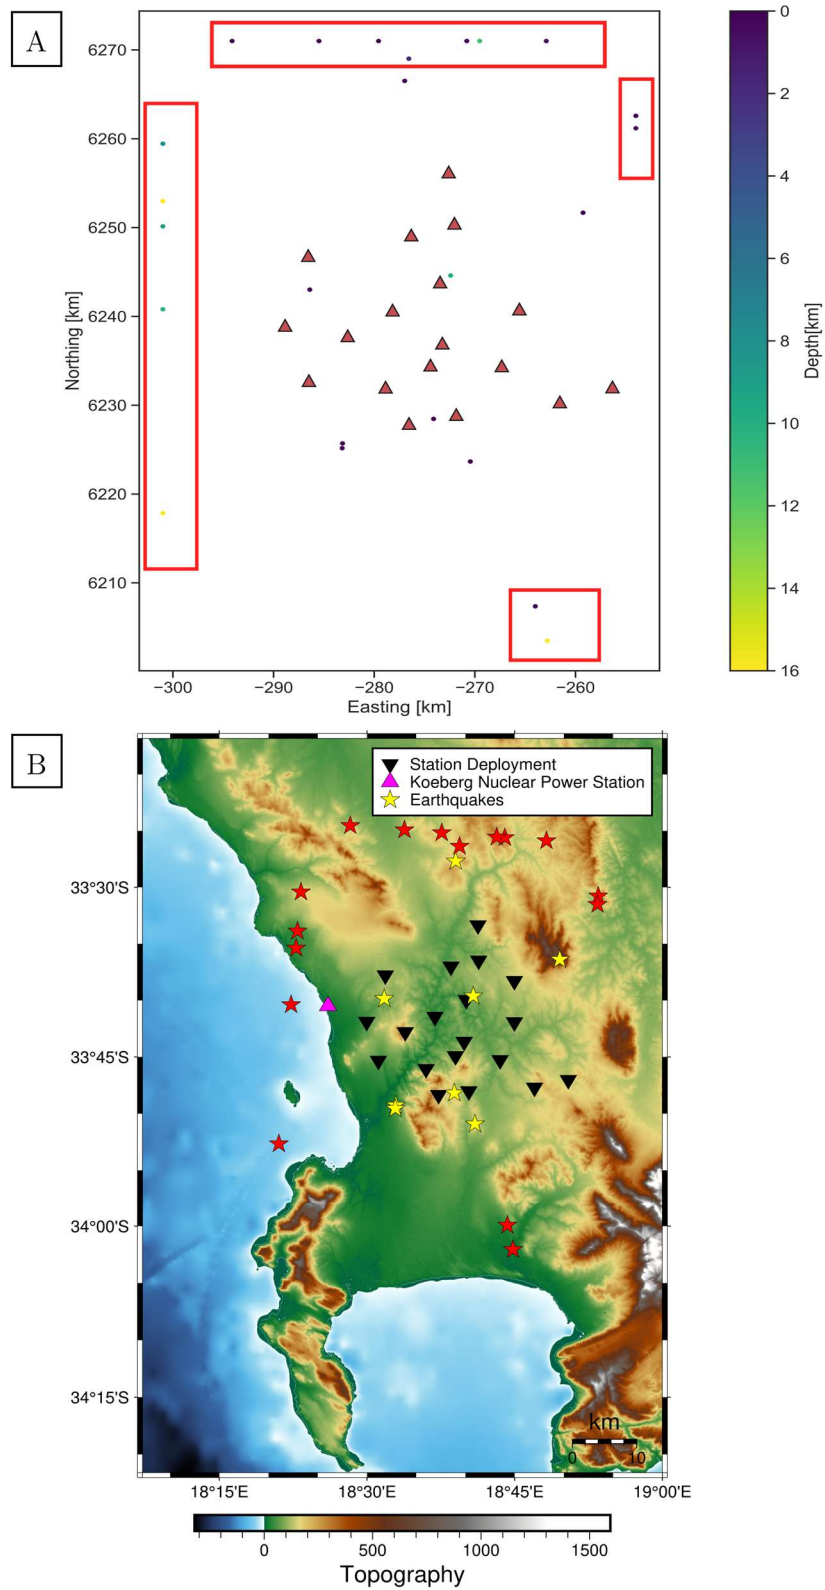 A
6270
6260
6250
6240
6230
6220
6210
Northing [km]
−300 −290 −280 −270 −260
Easting [km]
0
2
4
6
8
10
12
14
16
Depth[km]
B
Station Deployment
Koeberg Nuclear Power Station
Earthquakes
33°30'S
33°45'S
34°00'S
34°15'S
km
0 10
18°15'E 18°30'E 18°45'E 19°00'E
0 500 1000 1500
Topography